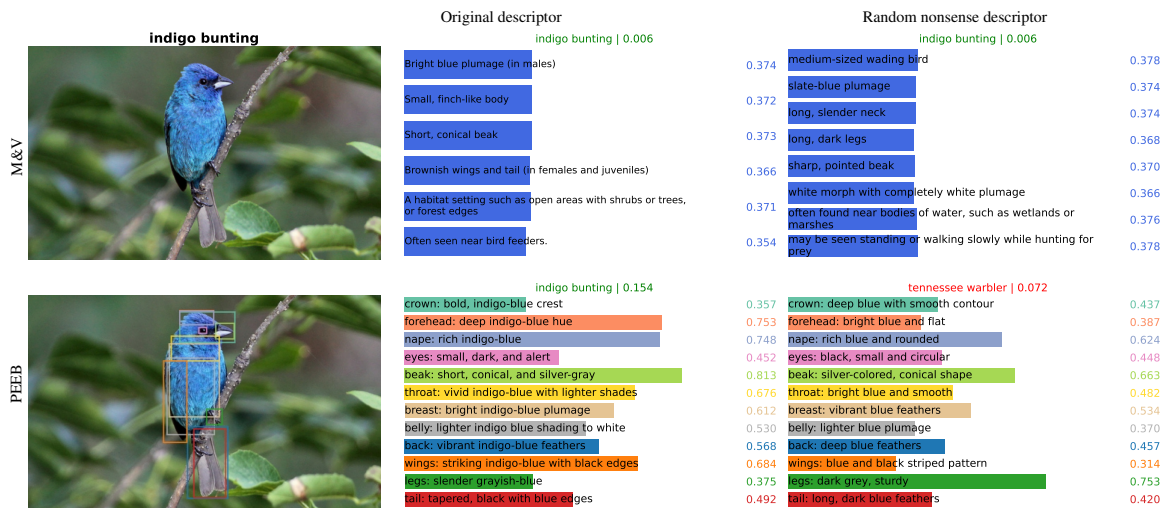 Original descriptor
Random nonsense descriptor
M&V
indigo bunting
indigo bunting | 0.006
Bright blue plumage (in males)
0.374
Small, finch-like body
0.372
Short, conical beak
0.373
Brownish wings and tail (in females and juveniles)
0.366
A habitat setting such as open areas with shrubs or trees,
or forest edges
0.371
Often seen near bird feeders.
0.354
indigo bunting | 0.006
medium-sized wading bird
0.378
slate-blue plumage
0.374
long, slender neck
0.374
long, dark legs
0.368
sharp, pointed beak
0.370
white morph with completely white plumage
0.366
often found near bodies of water, such as wetlands or
marshes
0.376
may be seen standing or walking slowly while hunting for
prey
0.378
PEEB
indigo bunting | 0.154
crown: bold, indigo-blue crest
0.357
forehead: deep indigo-blue hue
0.753
nape: rich indigo-blue
0.748
eyes: small, dark, and alert
0.452
beak: short, conical, and silver-gray
0.813
throat: vivid indigo-blue with lighter shades
0.676
breast: bright indigo-blue plumage
0.612
belly: lighter indigo blue shading to white
0.530
back: vibrant indigo-blue feathers
0.568
wings: striking indigo-blue with black edges
0.684
legs: slender grayish-blue
0.375
tail: tapered, black with blue edges
0.492
tennessee warbler | 0.072
crown: deep blue with smooth contour
0.437
forehead: bright blue and flat
0.387
nape: rich blue and rounded
0.624
eyes: black, small and circular
0.448
beak: silver-colored, conical shape
0.663
throat: bright blue and smooth
0.482
breast: vibrant blue feathers
0.534
belly: lighter blue plumage
0.370
back: deep blue feathers
0.457
wings: blue and black striped pattern
0.314
legs: dark grey, sturdy
0.753
tail: long, dark blue feathers
0.420